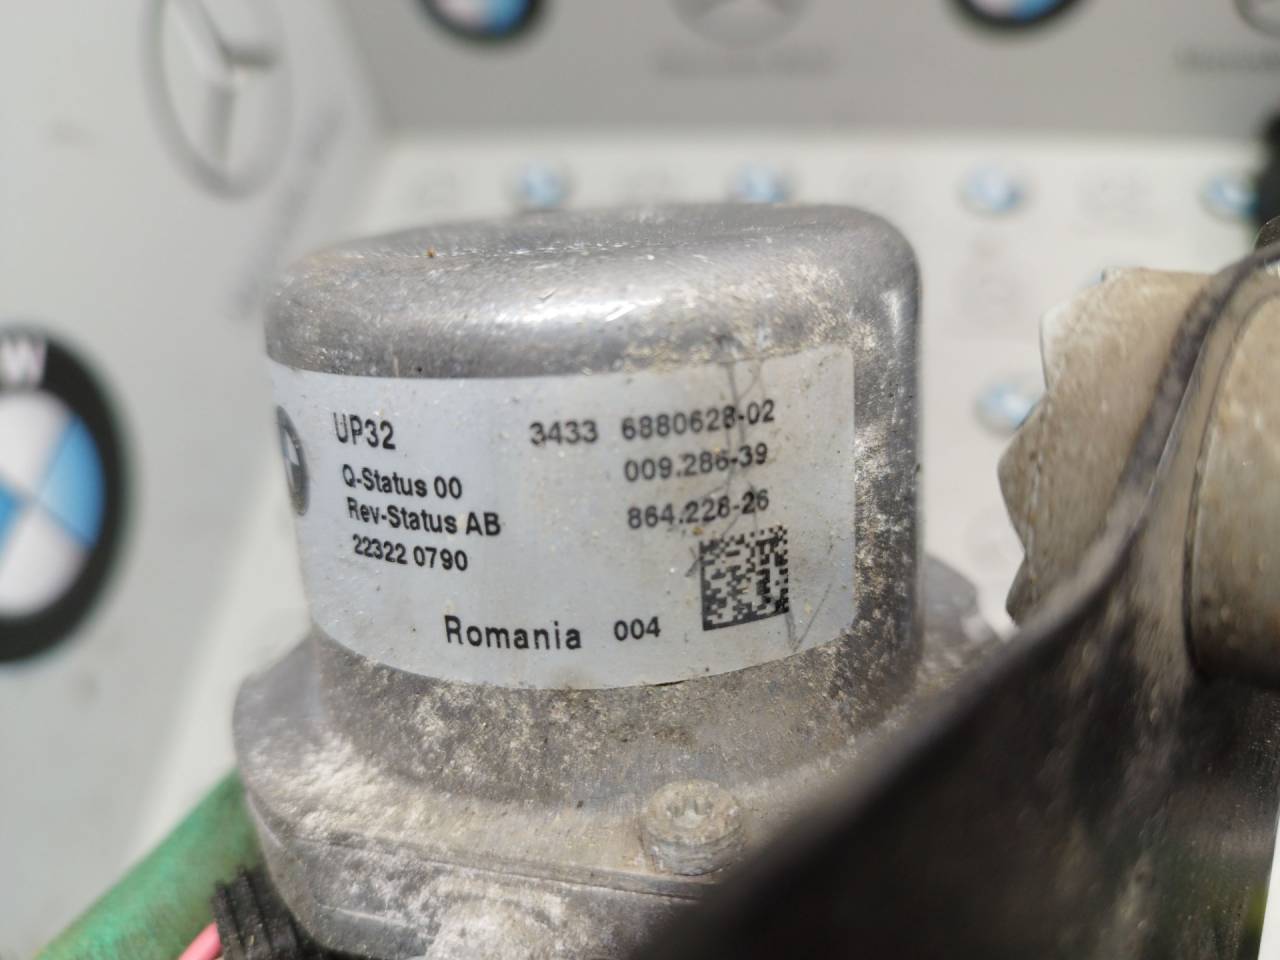 UP32 3433 6880628-02
009.286-39
Q-Status 00
864.228-26
Rev-Status AB
22322 0790
Romania 004
W